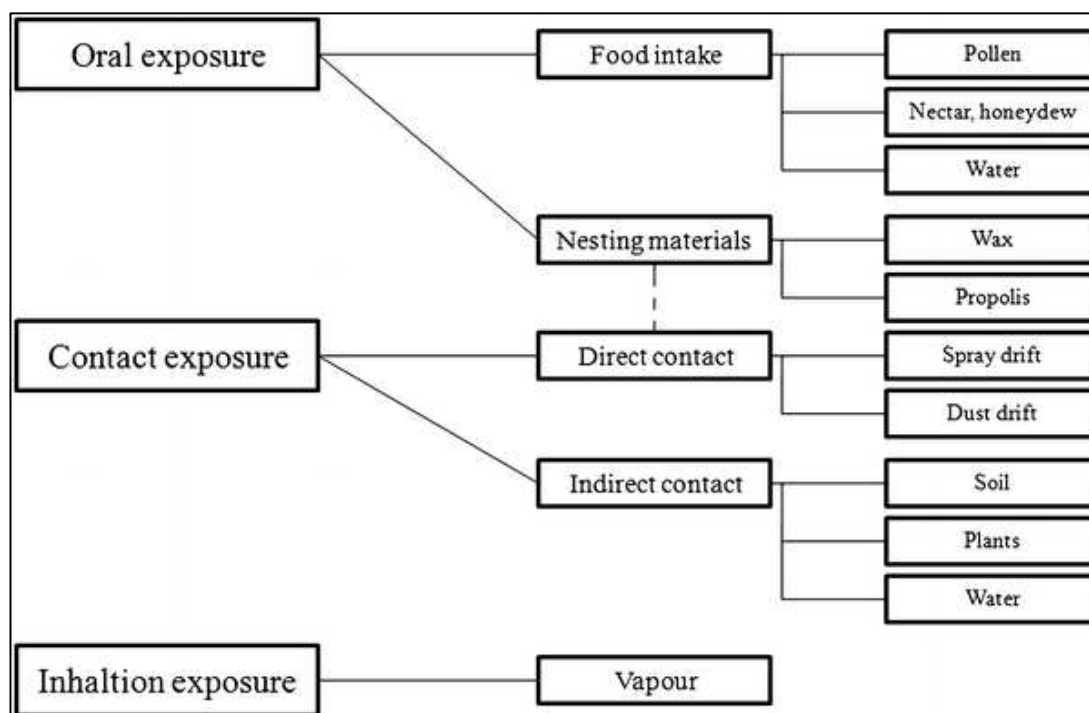 Oral exposure
Food intake
Pollen
Nectar, honeydew
Water
Nesting materials
Wax
Propolis
Contact exposure
Direct contact
Spray drift
Dust drift
Indirect contact
Soil
Plants
Water
Inhaltion exposure
Vapour